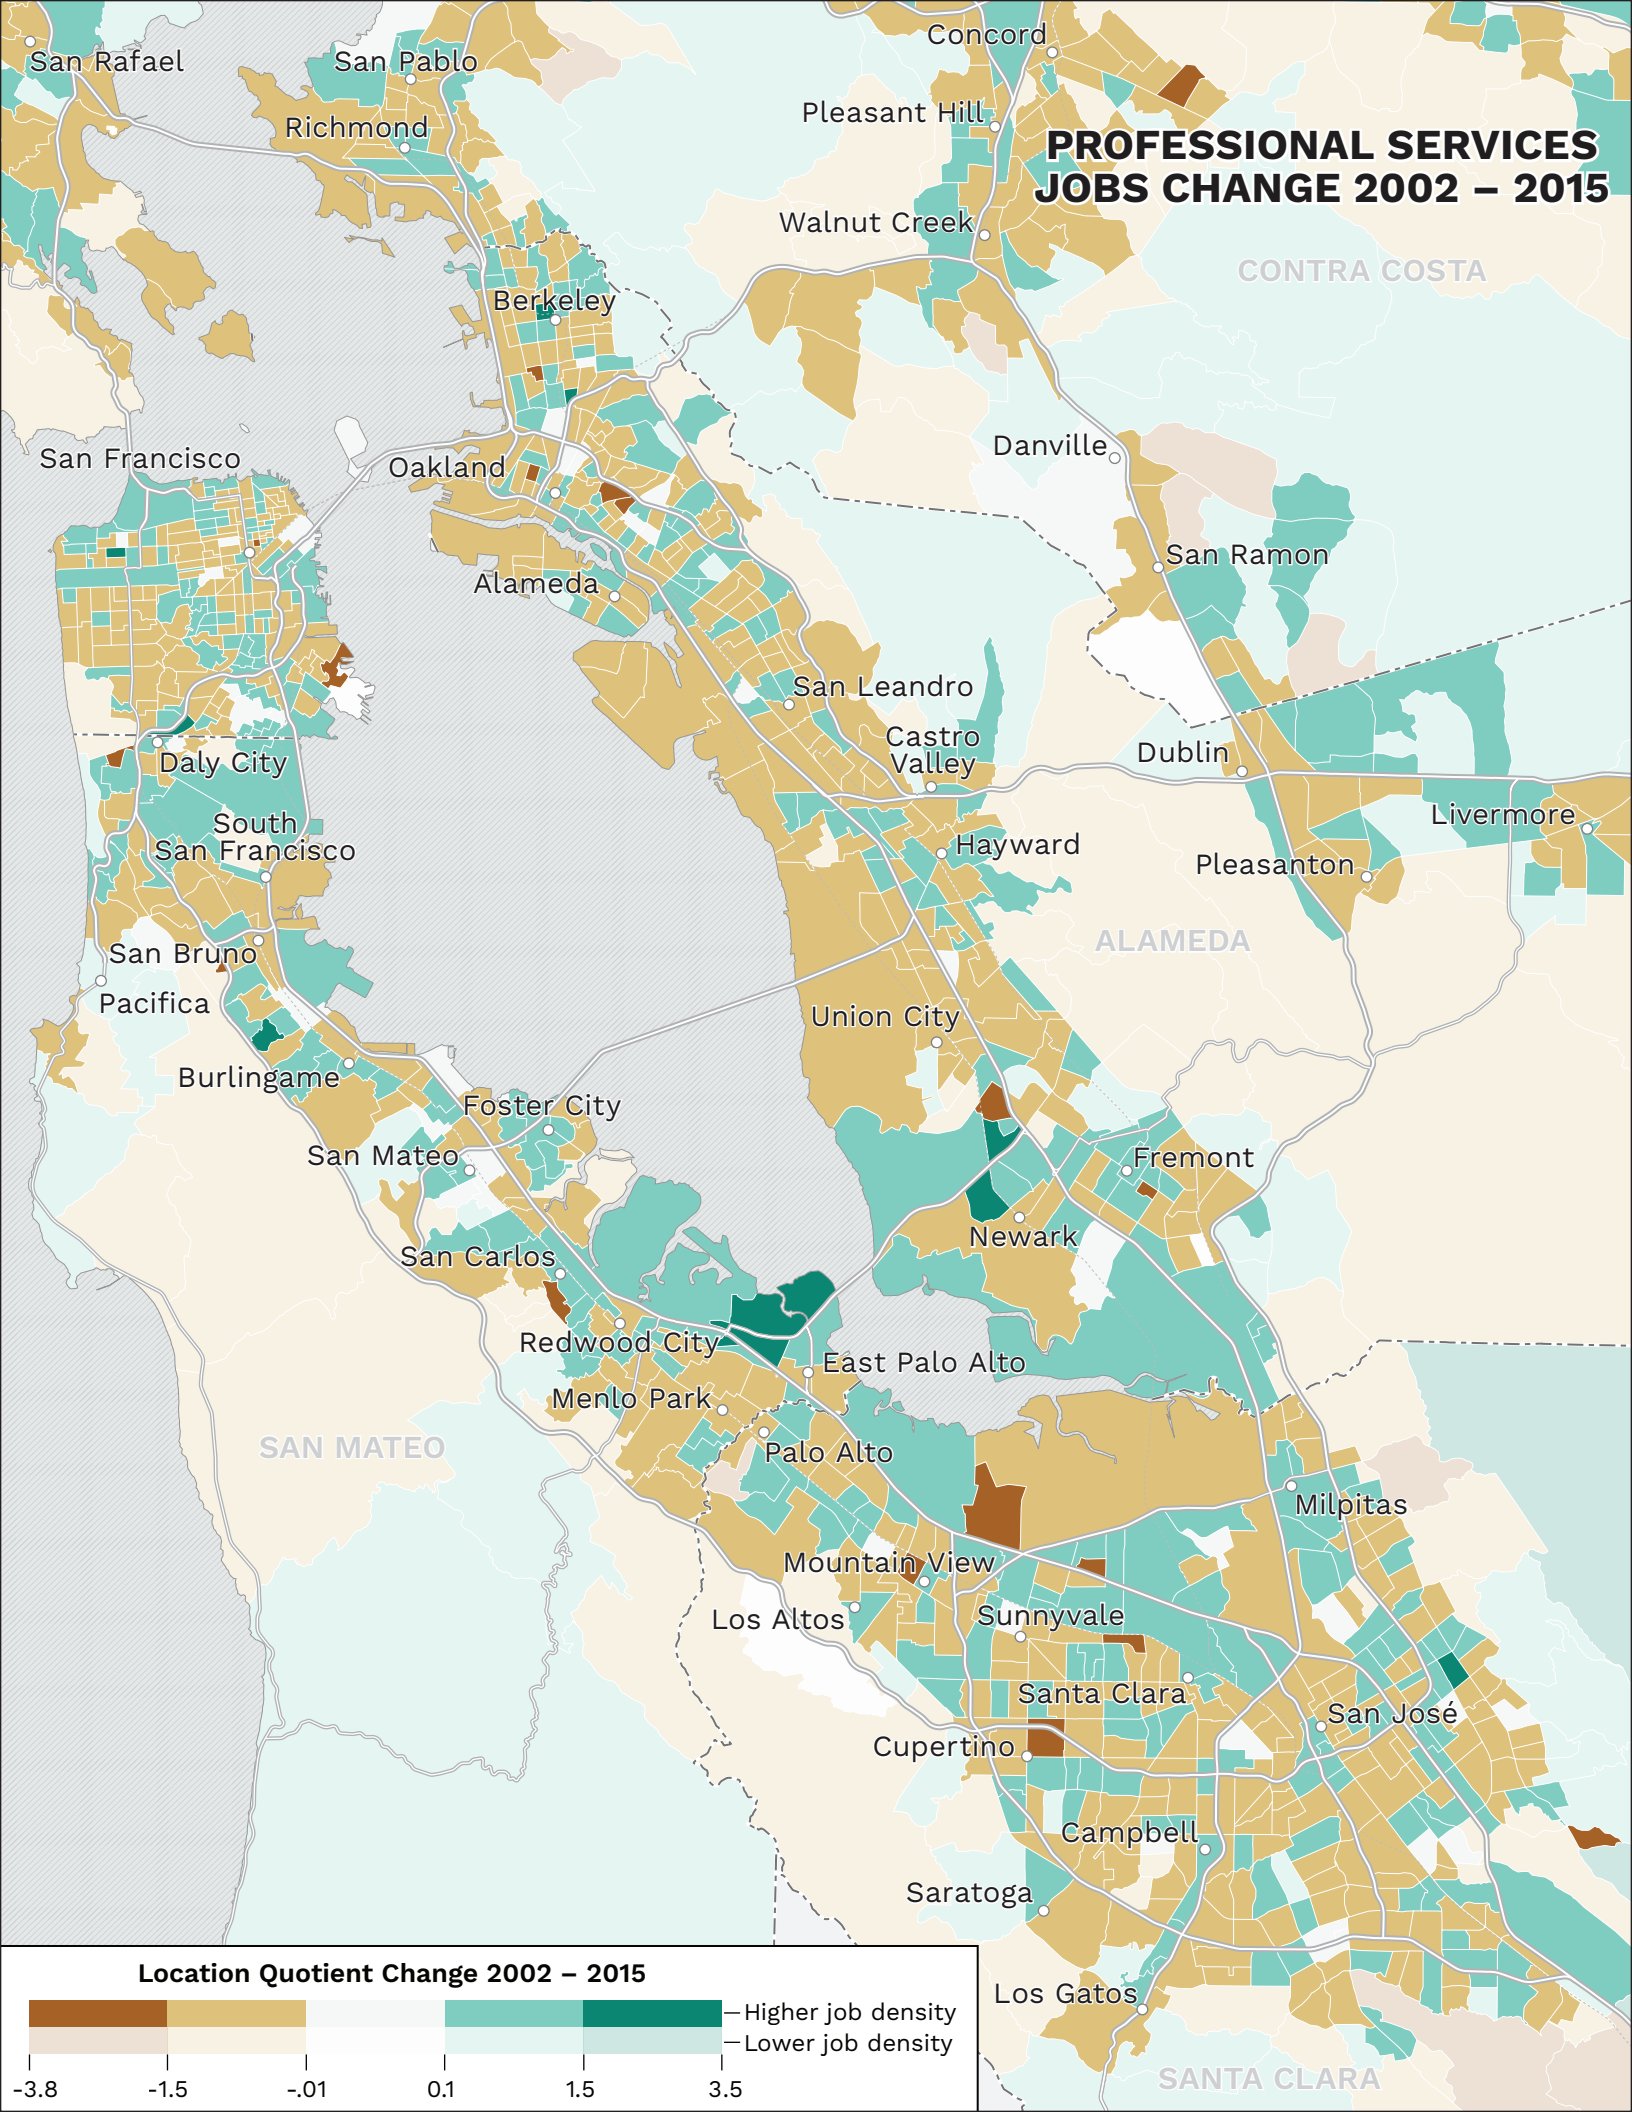 Concord
San Rafael
San Pablo
Pleasant Hill
Richmond
PROFESSIONAL SERVICES
JOBS CHANGE 2002 – 2015
Walnut Creek
CONTRA COSTA
Berkeley
Danville
San Francisco
Oakland
San Ramon
Alameda
San Leandro
Castro
Valley
Dublin
Daly City
Livermore
South
San Francisco
Hayward
Pleasanton
ALAMEDA
San Bruno
Pacifica
Union City
Burlingame
Foster City
San Mateo
Fremont
Newark
San Carlos
Redwood City
East Palo Alto
Menlo Park
SAN MATEO
Palo Alto
Milpitas
Mountain View
Los Altos
Sunnyvale
Santa Clara
San José
Cupertino
Campbell
Saratoga
Los Gatos
SANTA CLARA
Location Quotient Change 2002 – 2015
Higher job density
Lower job density
-3.8 -1.5 -.01 0.1 1.5 3.5